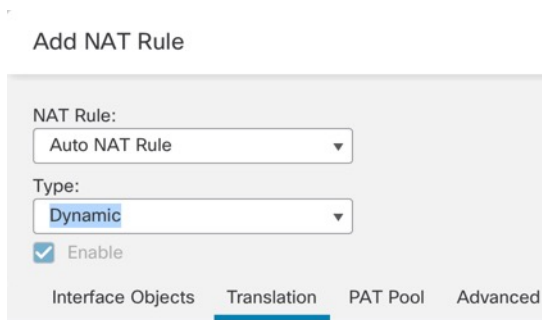 Add NAT Rule
NAT Rule:
Auto NAT Rule
Type:
Dynamic
Enable
Interface Objects Translation PAT Pool Advanced